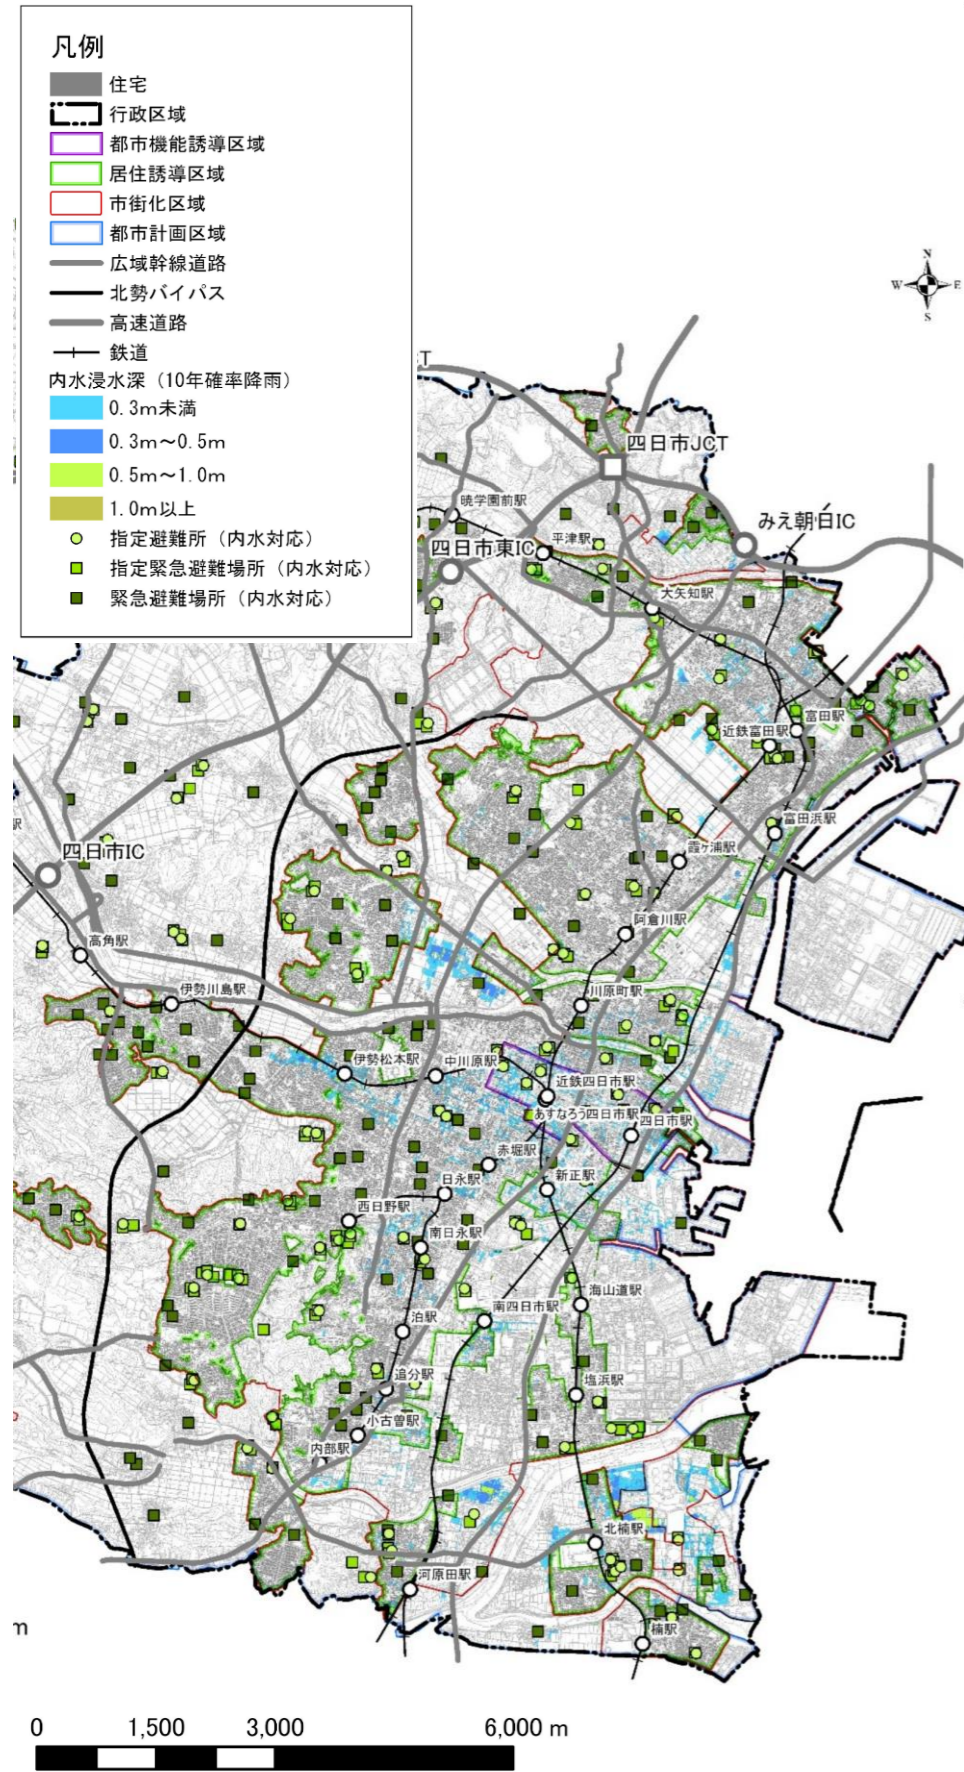 凡例
住宅
行政区域
都市機能誘導区域
居住誘導区域
市街化区域
都市計画区域
広域幹線道路
北勢バイパス
高速道路
鉄道
内水浸水深（10年確率降雨）
0.3m未満
0.3m～0.5m
0.5m～1.0m
1.0m以上
指定避難所（内水対応）
指定緊急避難場所（内水対応）
緊急避難場所（内水対応）
N
W
E
S
CT
四日市JCT
暁学園前駅
みえ朝日IC
平津駅
四日市東IC
大矢知駅
富田駅
近鉄富田駅
駅
富田浜駅
四日市IC
霞ヶ浦駅
阿倉川駅
高角駅
伊勢川島駅
川原町駅
伊勢松本駅
中川原駅
近鉄四日市駅
あすなろう四日市駅
四日市駅
赤堀駅
日永駅
新正駅
西日野駅
南日永駅
海山道駅
南四日市駅
泊駅
追分駅
塩浜駅
小古曽駅
内部駅
北楠駅
河原田駅
楠駅
m
0
1,500
3,000
6,000 m